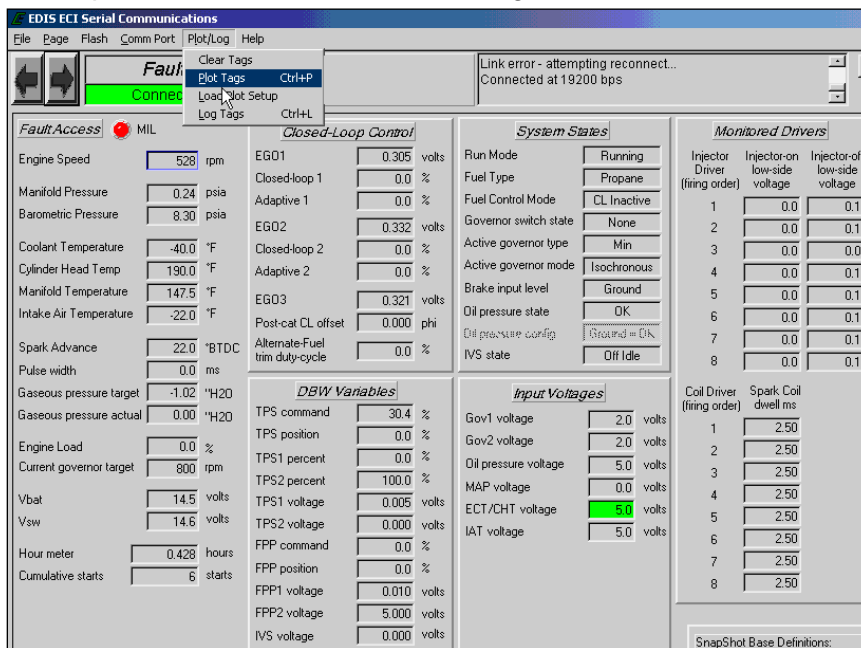 EDIS ECI Serial Communications
File Page Flash Comm Port Plot/Log Help
Clear Tags
Plot Tags Ctrl+P
Load Plot Setup
Log Tags Ctrl+L
Link error - attempting reconnect...
Connected at 19200 bps
Fault Access
MIL
Engine Speed 528 rpm
Manifold Pressure 0.24 psia
Barometric Pressure 8.30 psia
Coolant Temperature -40.0 °F
Cylinder Head Temp 190.0 °F
Manifold Temperature 147.5 °F
Intake Air Temperature -22.0 °F
Spark Advance 22.0 °BTDC
Pulse width 0.0 ms
Gaseous pressure target -1.02 "H2O
Gaseous pressure actual 0.00 "H2O
Engine Load 0.0 %
Current governor target 800 rpm
Vbat 14.5 volts
Vsw 14.6 volts
Hour meter 0.428 hours
Cumulative starts 6 starts
Closed-Loop Control
EGO1 0.305 volts
Closed-loop 1 0.0 %
Adaptive 1 0.0 %
EGO2 0.332 volts
Closed-loop 2 0.0 %
Adaptive 2 0.0 %
EGO3 0.321 volts
Post-cat CL offset 0.000 phi
Alternate-Fuel
trim duty-cycle 0.0 %
DBW Variables
TPS command 30.4 %
TPS position 0.0 %
TPS1 percent 0.0 %
TPS2 percent 100.0 %
TPS1 voltage 0.005 volts
TPS2 voltage 0.000 volts
FPP command 0.0 %
FPP position 0.0 %
FPP1 voltage 0.010 volts
FPP2 voltage 5.000 volts
IVS voltage 0.000 volts
System States
Run Mode Running
Fuel Type Propane
Fuel Control Mode CL Inactive
Governor switch state None
Active governor type Min
Active governor mode Isochronous
Brake input level Ground
Oil pressure state OK
Oil pressure config Ground = OK
IVS state Off Idle
Input Voltages
Gov1 voltage 2.0 volts
Gov2 voltage 2.0 volts
Oil pressure voltage 5.0 volts
MAP voltage 0.0 volts
ECT/CHT voltage 5.0 volts
IAT voltage 5.0 volts
Monitored Drivers
Injector Injector-on Injector-of
Driver low-side low-side
(firing order) voltage voltage
1 0.0 0.1
2 0.0 0.1
3 0.0 0.0
4 0.0 0.1
5 0.0 0.1
6 0.0 0.1
7 0.0 0.1
8 0.0 0.1
Coil Driver Spark Coil
(firing order) dwell ms
1 2.50
2 2.50
3 2.50
4 2.50
5 2.50
6 2.50
7 2.50
8 2.50
SnapShot Base Definitions: